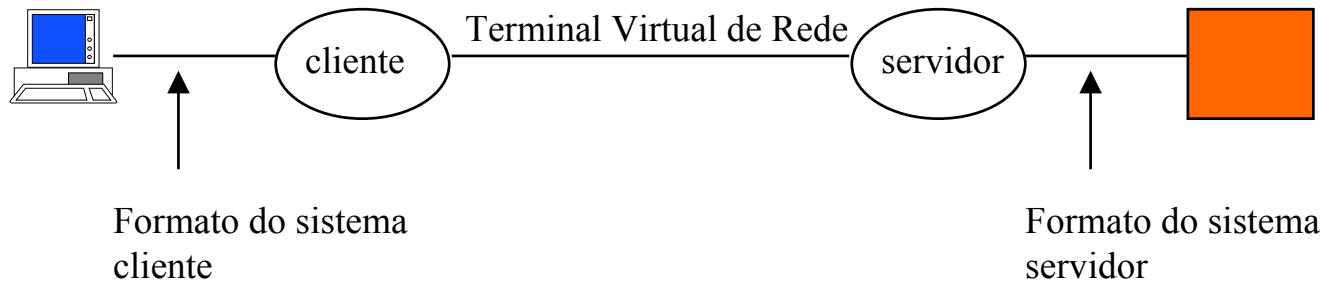 Terminal Virtual de Rede
cliente
servidor
Formato do sistema
cliente
Formato do sistema
servidor